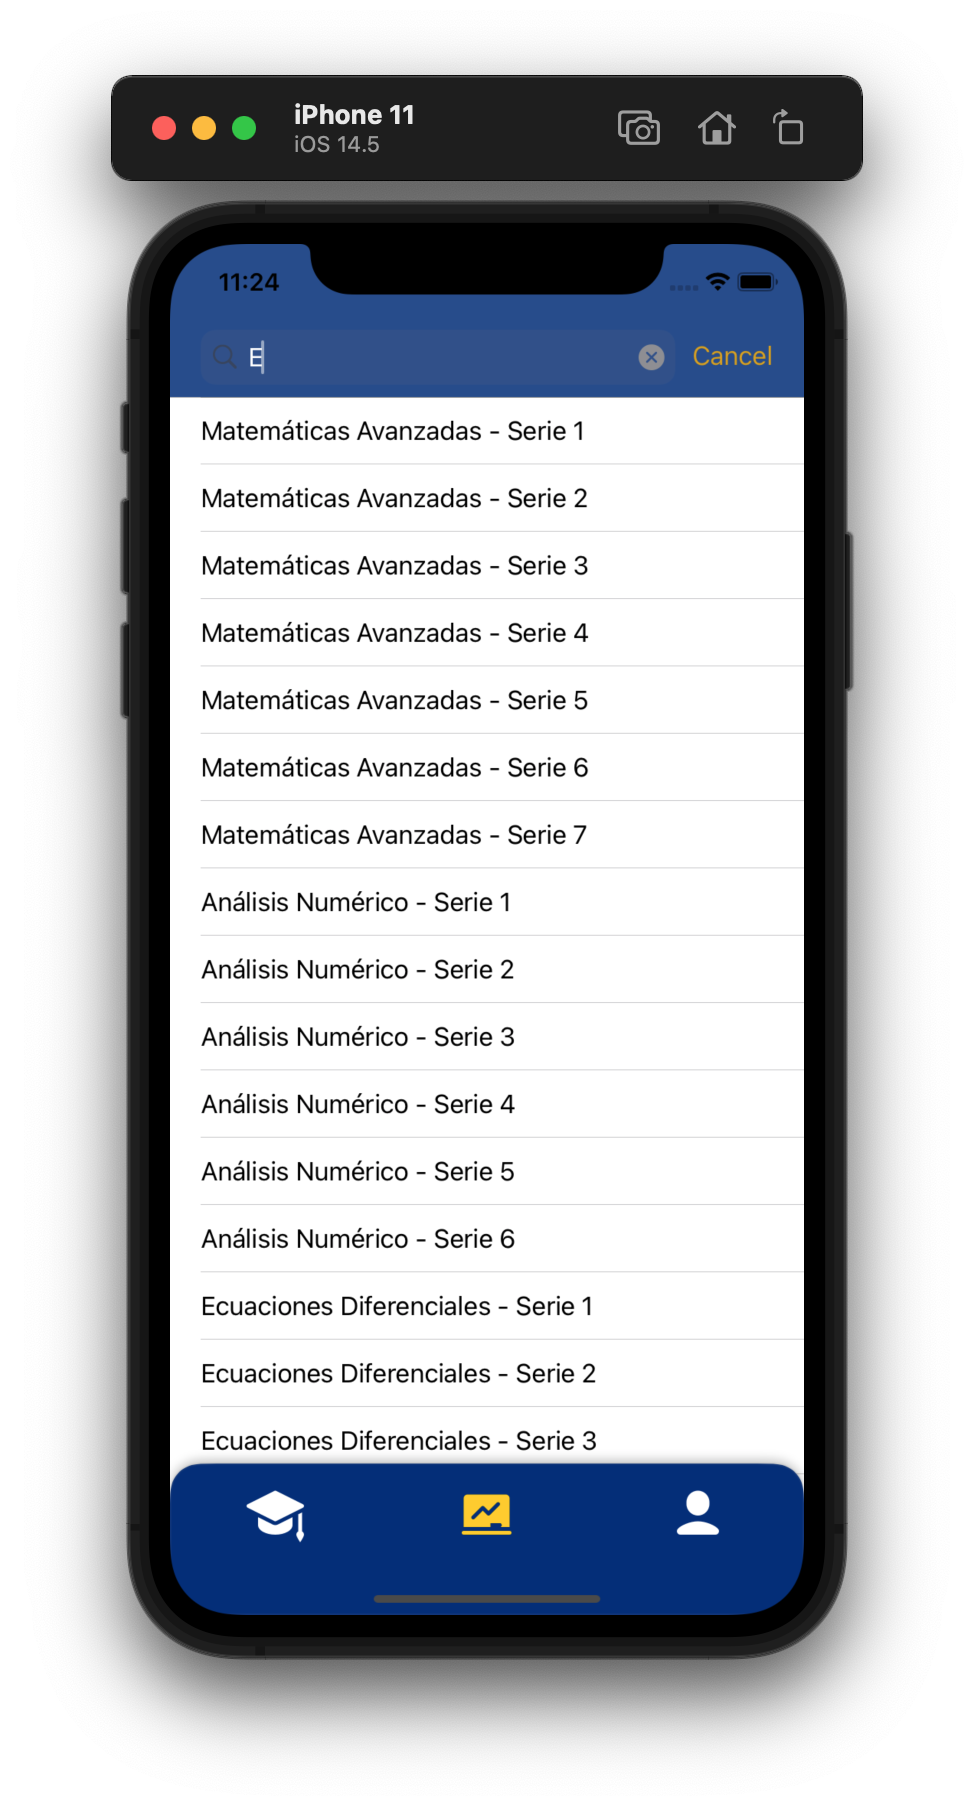 iPhone 11
iOS 14.5
11:24
E
Cancel
Matemáticas Avanzadas - Serie 1
Matemáticas Avanzadas - Serie 2
Matemáticas Avanzadas - Serie 3
Matemáticas Avanzadas - Serie 4
Matemáticas Avanzadas - Serie 5
Matemáticas Avanzadas - Serie 6
Matemáticas Avanzadas - Serie 7
Análisis Numérico - Serie 1
Análisis Numérico - Serie 2
Análisis Numérico - Serie 3
Análisis Numérico - Serie 4
Análisis Numérico - Serie 5
Análisis Numérico - Serie 6
Ecuaciones Diferenciales - Serie 1
Ecuaciones Diferenciales - Serie 2
Ecuaciones Diferenciales - Serie 3